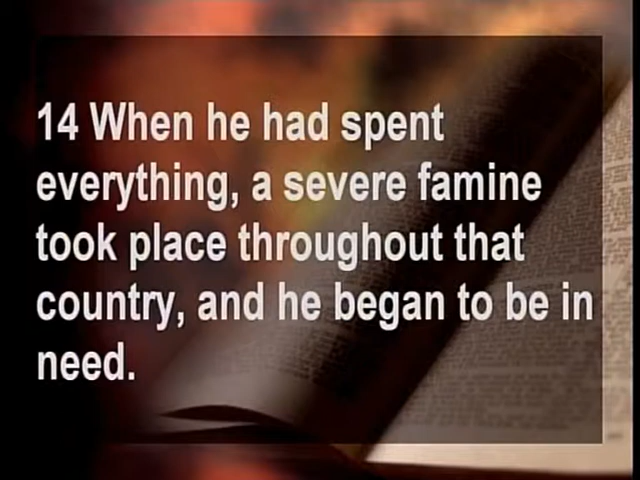 14 When he had spent
everything, a severe famine
took place throughout that
country, and he began to be in
need.